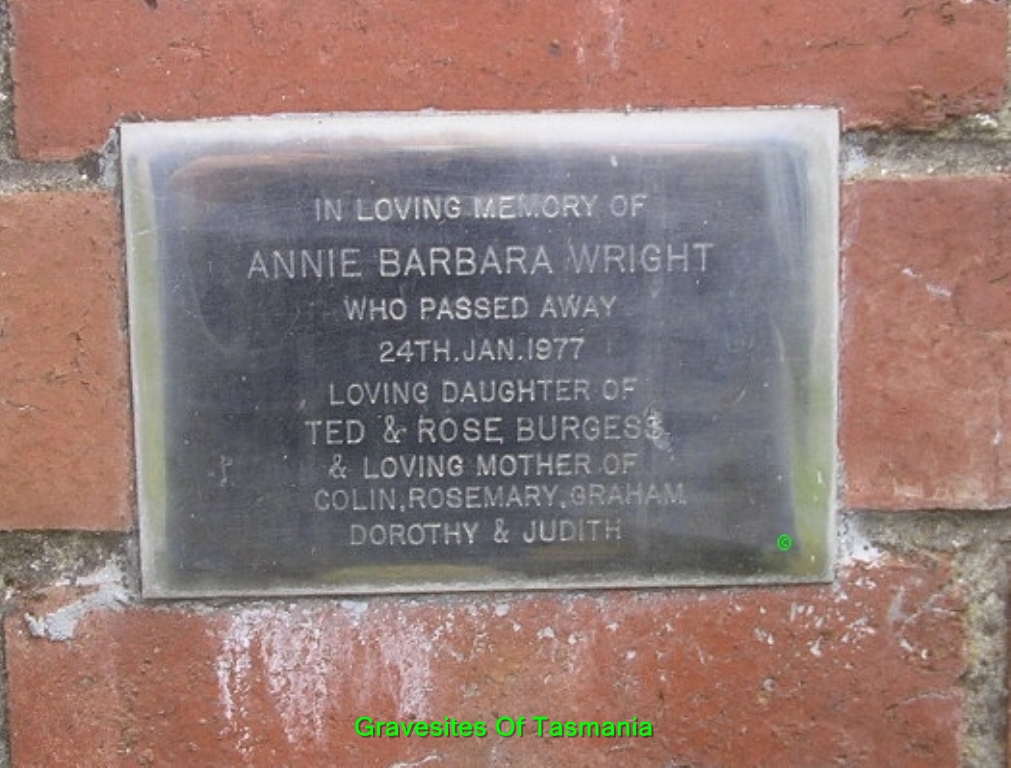 IN LOVING MEMORY OF
ANNIE BARBARA WRIGHT
WHO PASSED AWAY
24TH.JAN.1977
LOVING DAUGHTER OF
TED & ROSE BURGESS
& LOVING MOTHER OF
COLIN, ROSEMARY, GRAHAM
DOROTHY & JUDITH
©
Gravesites Of Tasmania